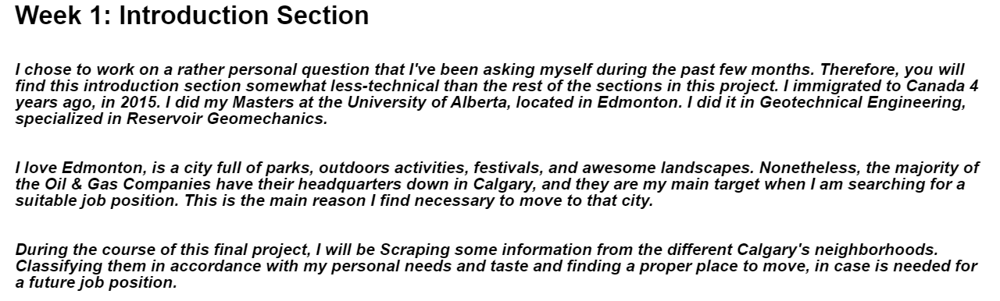 Week 1: Introduction Section
I chose to work on a rather personal question that I've been asking myself during the past few months. Therefore, you will
find this introduction section somewhat less-technical than the rest of the sections in this project. I immigrated to Canada 4
years ago, in 2015. I did my Masters at the University of Alberta, located in Edmonton. I did it in Geotechnical Engineering,
specialized in Reservoir Geomechanics.
I love Edmonton, is a city full of parks, outdoors activities, festivals, and awesome landscapes. Nonetheless, the majority of
the Oil & Gas Companies have their headquarters down in Calgary, and they are my main target when I am searching for a
suitable job position. This is the main reason I find necessary to move to that city.
During the course of this final project, I will be Scraping some information from the different Calgary's neighborhoods.
Classifying them in accordance with my personal needs and taste and finding a proper place to move, in case is needed for
a future job position.